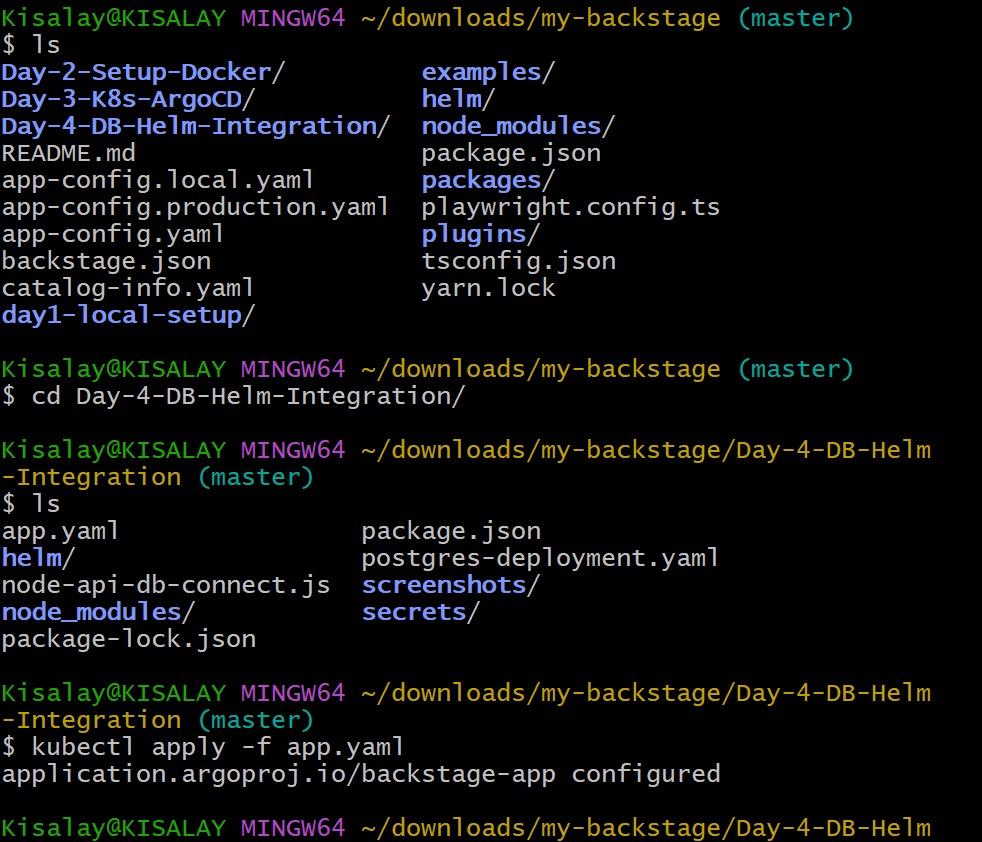 Kisalay@KISALAY MINGW64 ~/downloads/my-backstage (master)
$ ls
Day-2-Setup-Docker/          examples/
Day-3-K8s-ArgoCD/            helm/
Day-4-DB-Helm-Integration/   node_modules/
README.md                    package.json
app-config.local.yaml        packages/
app-config.production.yaml   playwright.config.ts
app-config.yaml              plugins/
backstage.json               tsconfig.json
catalog-info.yaml            yarn.lock
day1-local-setup/
Kisalay@KISALAY MINGW64 ~/downloads/my-backstage (master)
$ cd Day-4-DB-Helm-Integration/
Kisalay@KISALAY MINGW64 ~/downloads/my-backstage/Day-4-DB-Helm
-Integration (master)
$ ls
app.yaml                package.json
helm/                   postgres-deployment.yaml
node-api-db-connect.js  screenshots/
node_modules/           secrets/
package-lock.json
Kisalay@KISALAY MINGW64 ~/downloads/my-backstage/Day-4-DB-Helm
-Integration (master)
$ kubectl apply -f app.yaml
application.argoproj.io/backstage-app configured
Kisalay@KISALAY MINGW64 ~/downloads/my-backstage/Day-4-DB-Helm